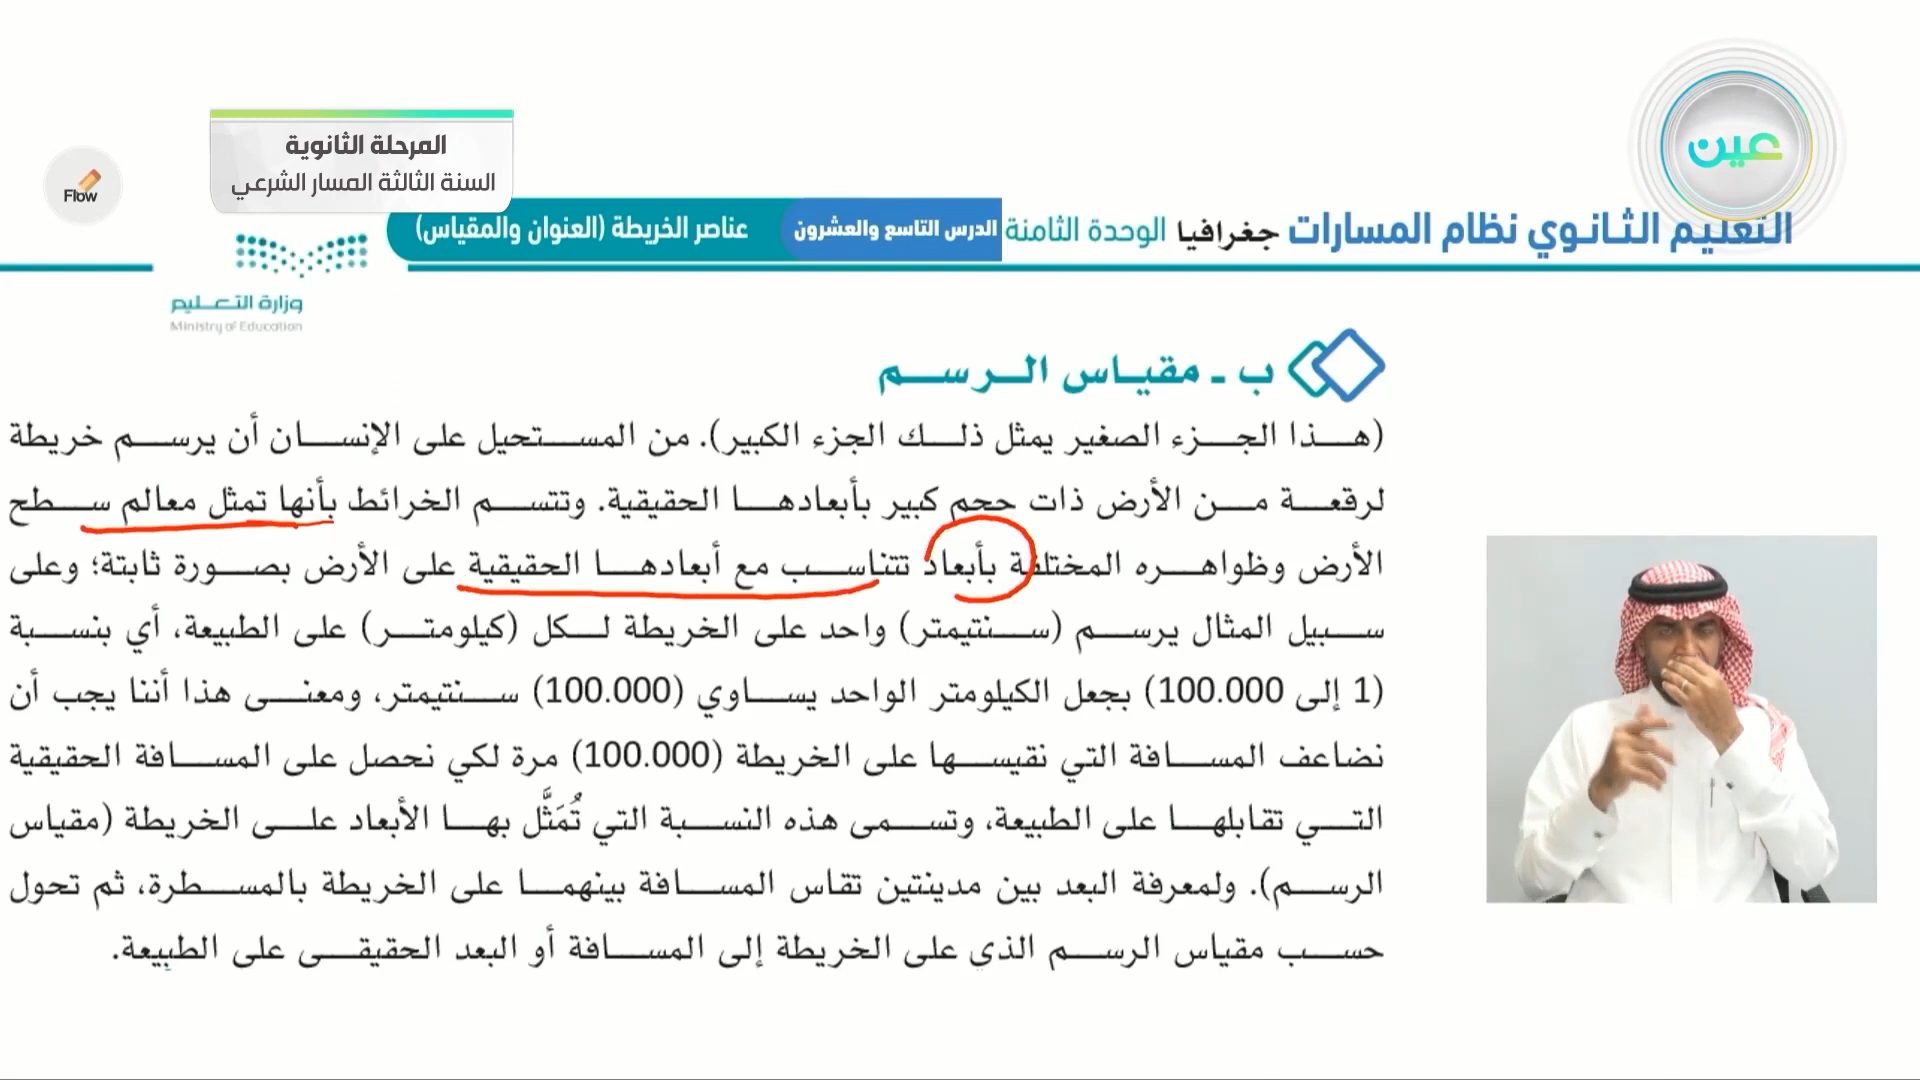 عين
المرحلة الثانوية
السنة الثالثة المسار الشرعي
Flow
التعليم الثانوي نظام المسارات جغرافيا الوحدة الثامنة الدرس التاسع والعشرون عناصر الخريطة (العنوان والمقياس)
وزارة التعليم
Ministry of Education
ب - مقياس الرسم
(هذا الجزء الصغير يمثل ذلك الجزء الكبير). من المستحيل على الإنسان أن يرسم خريطة
لرقعة من الأرض ذات حجم كبير بأبعادها الحقيقية. وتتسم الخرائط بأنها تمثل معالم سطح
الأرض وظواهره المختلفة بأبعاد تتناسب مع أبعادها الحقيقية على الأرض بصورة ثابتة؛ وعلى
سبيل المثال يرسم (سنتيمتر) واحد على الخريطة لكل (كيلومتر) على الطبيعة، أي بنسبة
(1 إلى 100.000) بجعل الكيلومتر الواحد يساوي (100.000) سنتيمتر، ومعنى هذا أننا يجب أن
نضاعف المسافة التي نقيسها على الخريطة (100.000) مرة لكي نحصل على المسافة الحقيقية
التي تقابلها على الطبيعة، وتسمى هذه النسبة التي تُمَثَّل بها الأبعاد على الخريطة (مقياس
الرسم). ولمعرفة البعد بين مدينتين تقاس المسافة بينهما على الخريطة بالمسطرة، ثم تحول
حسب مقياس الرسم الذي على الخريطة إلى المسافة أو البعد الحقيقى على الطبيعة.